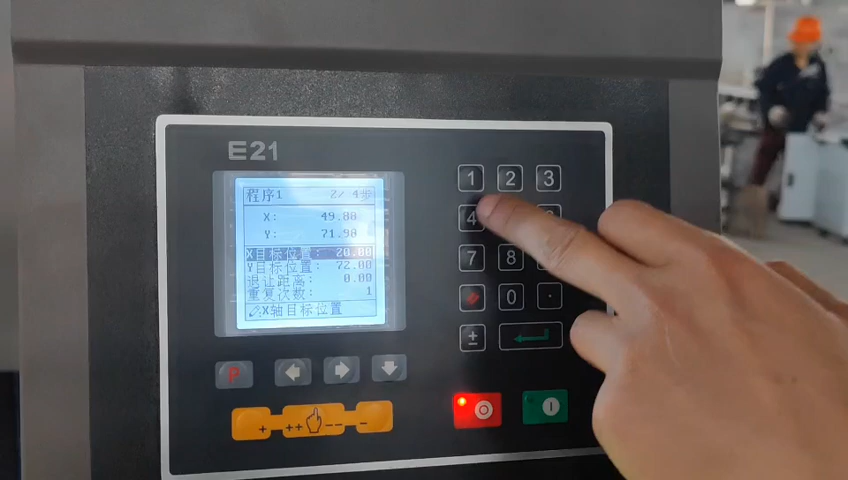 E21
程序1 2/ 4步
X: 49.88
Y: 71.98
X目标位置: 20.00
Y目标位置: 72.00
退让距离: 0.00
重复次数: 1
X轴目标位置
1 2 3
4
7 8
0 ·
±
F
+ ++ -- -